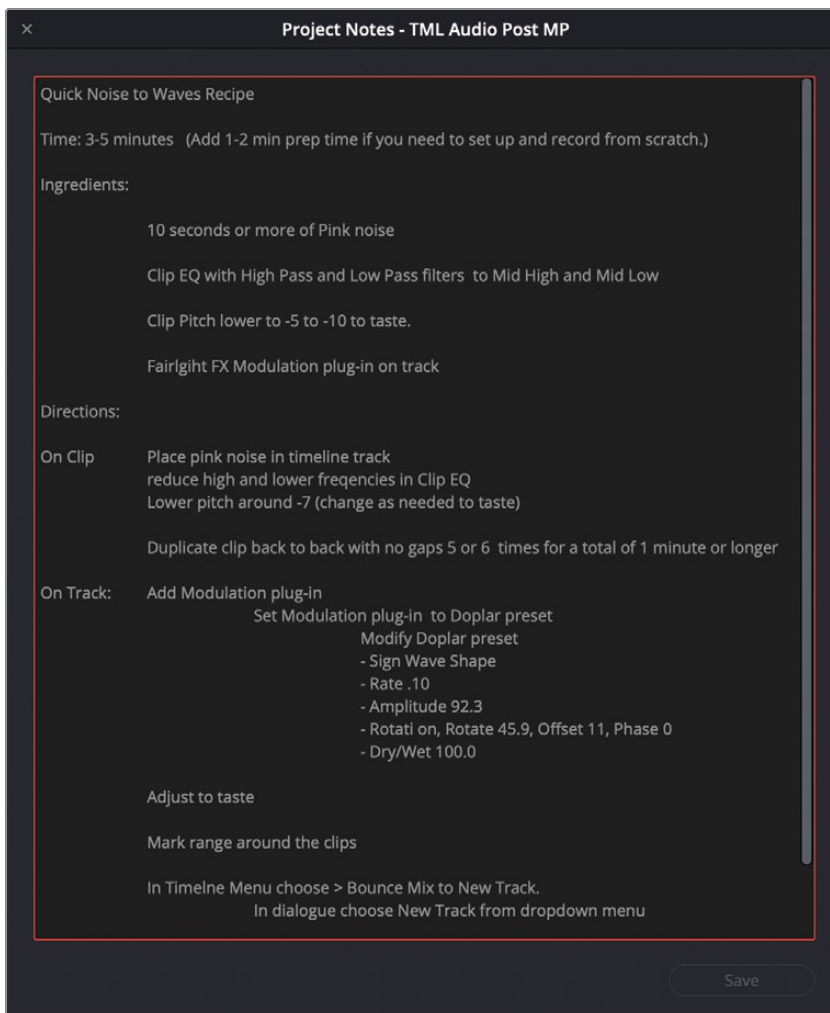 Project Notes - TML Audio Post MP
Quick Noise to Waves Recipe
Time: 3-5 minutes (Add 1-2 min prep time if you need to set up and record from scratch.)
Ingredients:
10 seconds or more of Pink noise
Clip EQ with High Pass and Low Pass filters to Mid High and Mid Low
Clip Pitch lower to -5 to -10 to taste.
Fairlgiht FX Modulation plug-in on track
Directions:
On Clip Place pink noise in timeline track
reduce high and lower freqencies in Clip EQ
Lower pitch around -7 (change as needed to taste)
Duplicate clip back to back with no gaps 5 or 6 times for a total of 1 minute or longer
On Track: Add Modulation plug-in
Set Modulation plug-in to Doplar preset
Modify Doplar preset
- Sign Wave Shape
- Rate .10
- Amplitude 92.3
- Rotati on, Rotate 45.9, Offset 11, Phase 0
- Dry/Wet 100.0
Adjust to taste
Mark range around the clips
In Timelne Menu choose > Bounce Mix to New Track.
In dialogue choose New Track from dropdown menu
Save